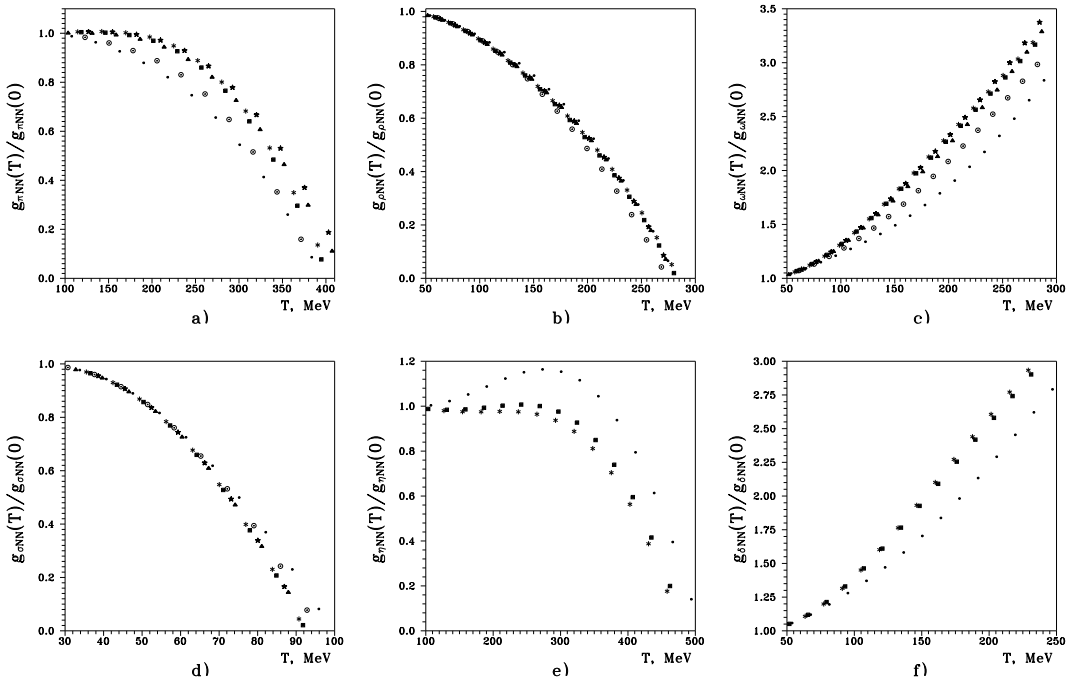 g_πNN(T)/g_πNN(0)
1.0
0.8
0.6
0.4
0.2
0.0
100 150 200 250 300 350 400
T, MeV
a)
g_ρNN(T)/g_ρNN(0)
1.0
0.8
0.6
0.4
0.2
0.0
50 100 150 200 250 300
T, MeV
b)
g_ωNN(T)/g_ωNN(0)
3.5
3.0
2.5
2.0
1.5
1.0
50 100 150 200 250 300
T, MeV
c)
g_σNN(T)/g_σNN(0)
1.0
0.8
0.6
0.4
0.2
0.0
30 40 50 60 70 80 90 100
T, MeV
d)
g_ηNN(T)/g_ηNN(0)
1.2
1.0
0.8
0.6
0.4
0.2
0.0
100 200 300 400 500
T, MeV
e)
g_δNN(T)/g_δNN(0)
3.00
2.75
2.50
2.25
2.00
1.75
1.50
1.25
1.00
50 100 150 200 250
T, MeV
f)